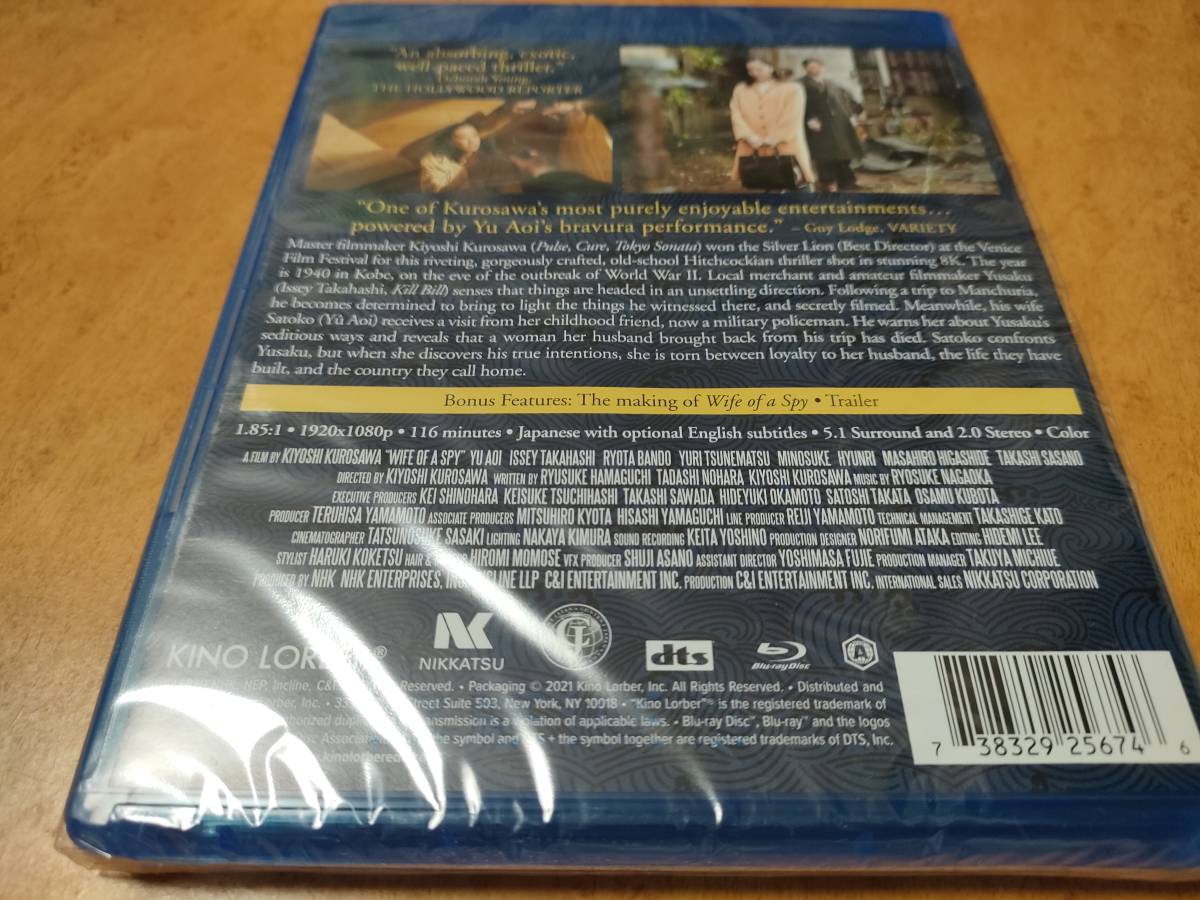 "An absorbing, exotic,
well-paced thriller."
– Deborah Young,
THE HOLLYWOOD REPORTER
"One of Kurosawa's most purely enjoyable entertainments…
powered by Yu Aoi's bravura performance." – Guy Lodge, VARIETY
Master filmmaker Kiyoshi Kurosawa (Pulse, Cure, Tokyo Sonata) won the Silver Lion (Best Director) at the Venice
Film Festival for this riveting, gorgeously crafted, old-school Hitchcockian thriller shot in stunning 8K. The year
is 1940 in Kobe, on the eve of the outbreak of World War II. Local merchant and amateur filmmaker Yusaku
(Issey Takahashi, Kill Bill) senses that things are headed in an unsettling direction. Following a trip to Manchuria,
he becomes determined to bring to light the things he witnessed there, and secretly filmed. Meanwhile, his wife
Satoko (Yû Aoi) receives a visit from her childhood friend, now a military policeman. He warns her about Yusaku's
seditious ways and reveals that a woman her husband brought back from his trip has died. Satoko confronts
Yusaku, but when she discovers his true intentions, she is torn between loyalty to her husband, the life they have
built, and the country they call home.
Bonus Features: The making of Wife of a Spy • Trailer
1.85:1 • 1920x1080p • 116 minutes • Japanese with optional English subtitles • 5.1 Surround and 2.0 Stereo • Color
A FILM BY KIYOSHI KUROSAWA "WIFE OF A SPY" YU AOI ISSEY TAKAHASHI RYOTA BANDO YURI TSUNEMATSU MINOSUKE HYUNRI MASAHIRO HIGASHIDE TAKASHI SASANO
DIRECTED BY KIYOSHI KUROSAWA WRITTEN BY RYUSUKE HAMAGUCHI TADASHI NOHARA KIYOSHI KUROSAWA MUSIC BY RYOSUKE NAGAOKA
EXECUTIVE PRODUCERS KEI SHINOHARA KEISUKE TSUCHIHASHI TAKASHI SAWADA HIDEYUKI OKAMOTO SATOSHI TAKATA OSAMU KUBOTA
PRODUCER TERUHISA YAMAMOTO ASSOCIATE PRODUCERS MITSUHIRO KYOTA HISASHI YAMAGUCHI LINE PRODUCER REIJI YAMAMOTO TECHNICAL MANAGEMENT TAKASHIGE KATO
CINEMATOGRAPHER TATSUNOSUKE SASAKI LIGHTING NAKAYA KIMURA SOUND RECORDING KEITA YOSHINO PRODUCTION DESIGNER NORIFUMI ATAKA EDITING HIDEMI LEE
STYLIST HARUKI KOKETSU HAIR & HIROMI MOMOSE VFX PRODUCER SHUJI ASANO ASSISTANT DIRECTOR YOSHIMASA FUJIE PRODUCTION MANAGER TAKUYA MICHIUE
PRODUCED BY NHK NHK ENTERPRISES, INC. INCLINE LLP C&I ENTERTAINMENT INC. PRODUCTION C&I ENTERTAINMENT INC. INTERNATIONAL SALES NIKKATSU CORPORATION
KINO LORBER®
NIKKATSU
dts
Blu-ray Disc
A
NEP, Incline, C&I Reserved. • Packaging © 2021 Kino Lorber, Inc. All Rights Reserved. • Distributed and
Inc. • Street Suite 503, New York, NY 10018 • "Kino Lorber" is the registered trademark of
transmission is a violation of applicable laws. • Blu-ray Disc™, Blu-ray™ and the logos
the symbol and DTS + the symbol together are registered trademarks of DTS, Inc.
7 38329 25674 6